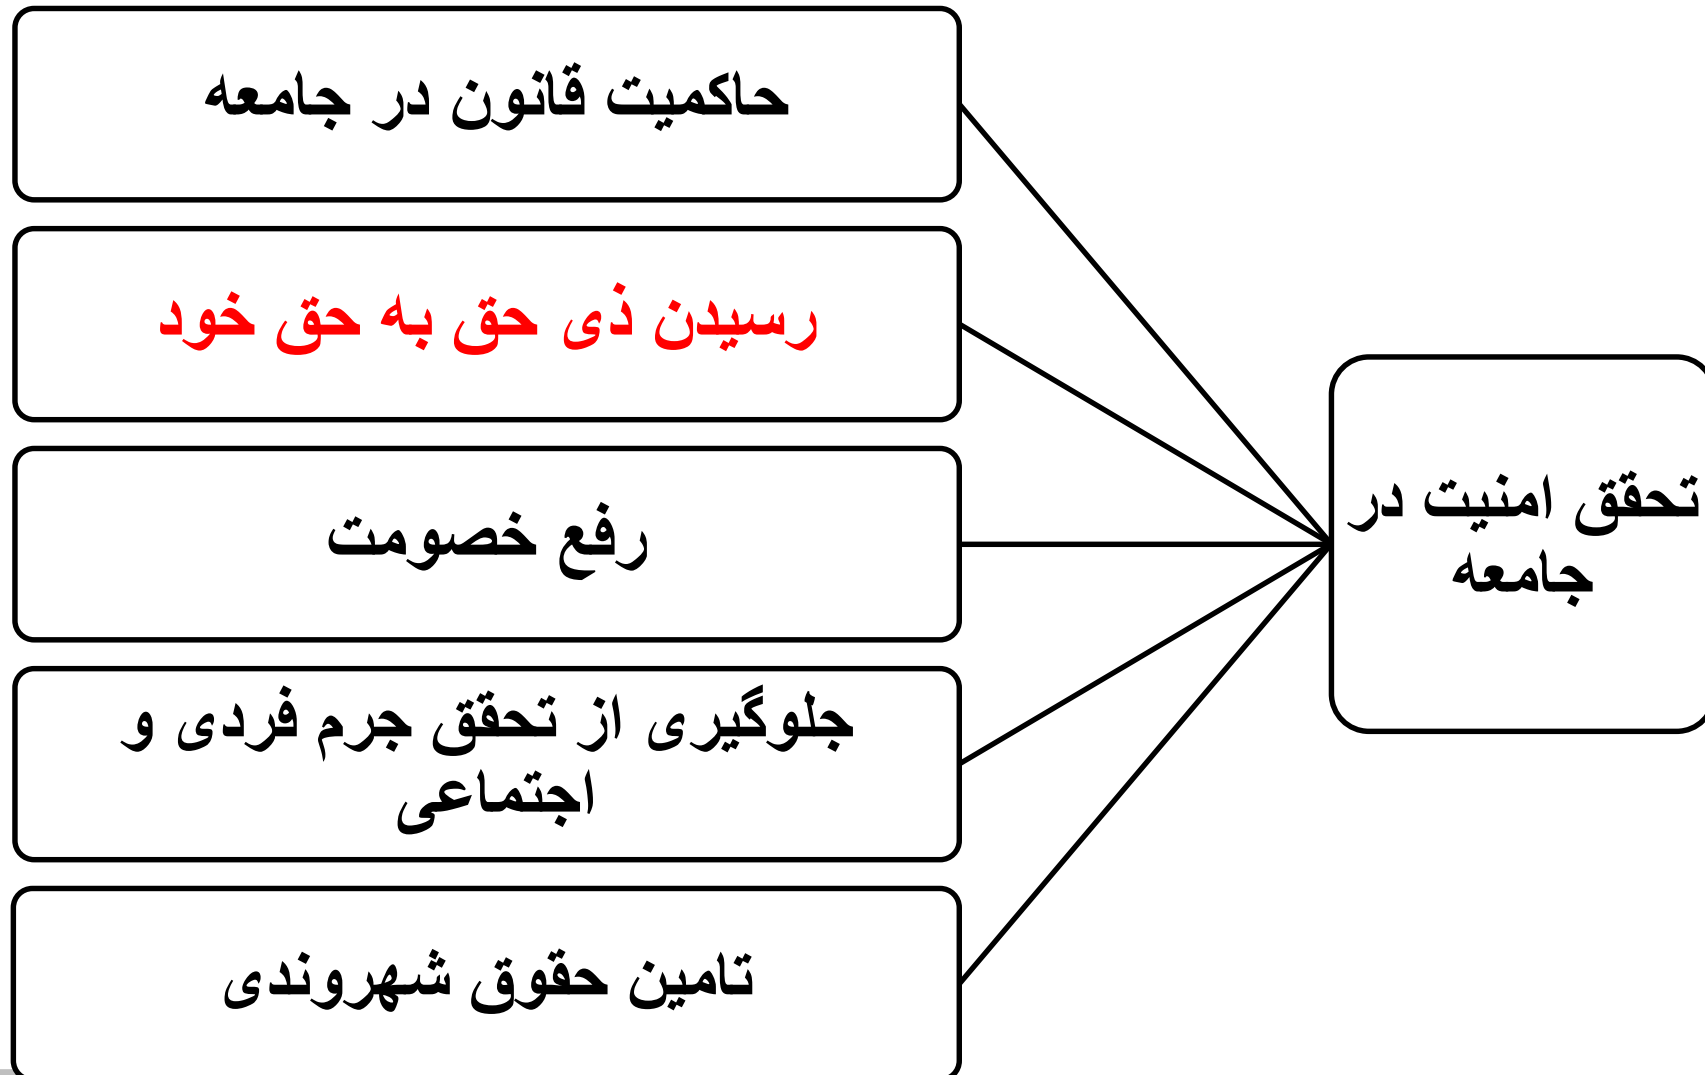 تحقق امنیت در
جامعه
حاکمیت قانون در جامعه
رسیدن ذی حق به حق خود
رفع خصومت
جلوگیری از تحقق جرم فردی و
اجتماعی
تامین حقوق شهروندی